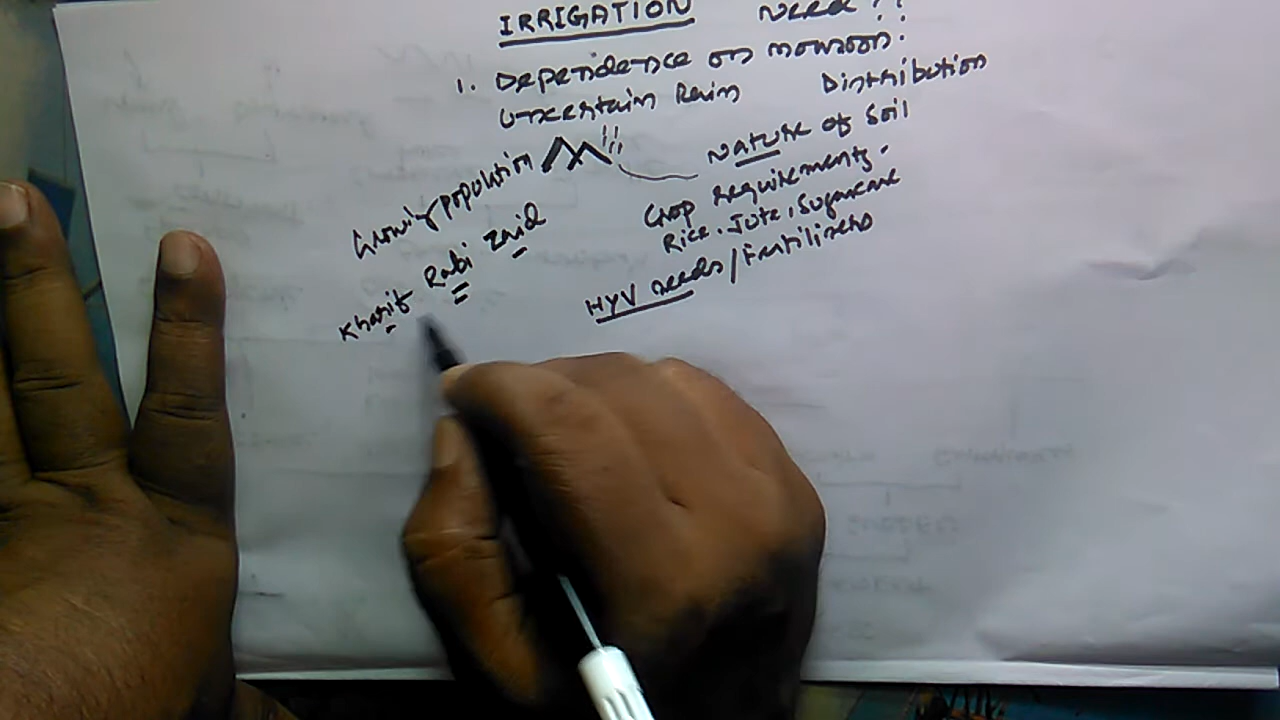 IRRIGATION Need??
1. Dependence on monsoon.
Uncertain Rain Distribution
Growing population
Nature of Soil
Crop requirements.
Rice, Jute, Sugarcane
Kharif Rabi Zaid
HYV seeds/Fertilizers